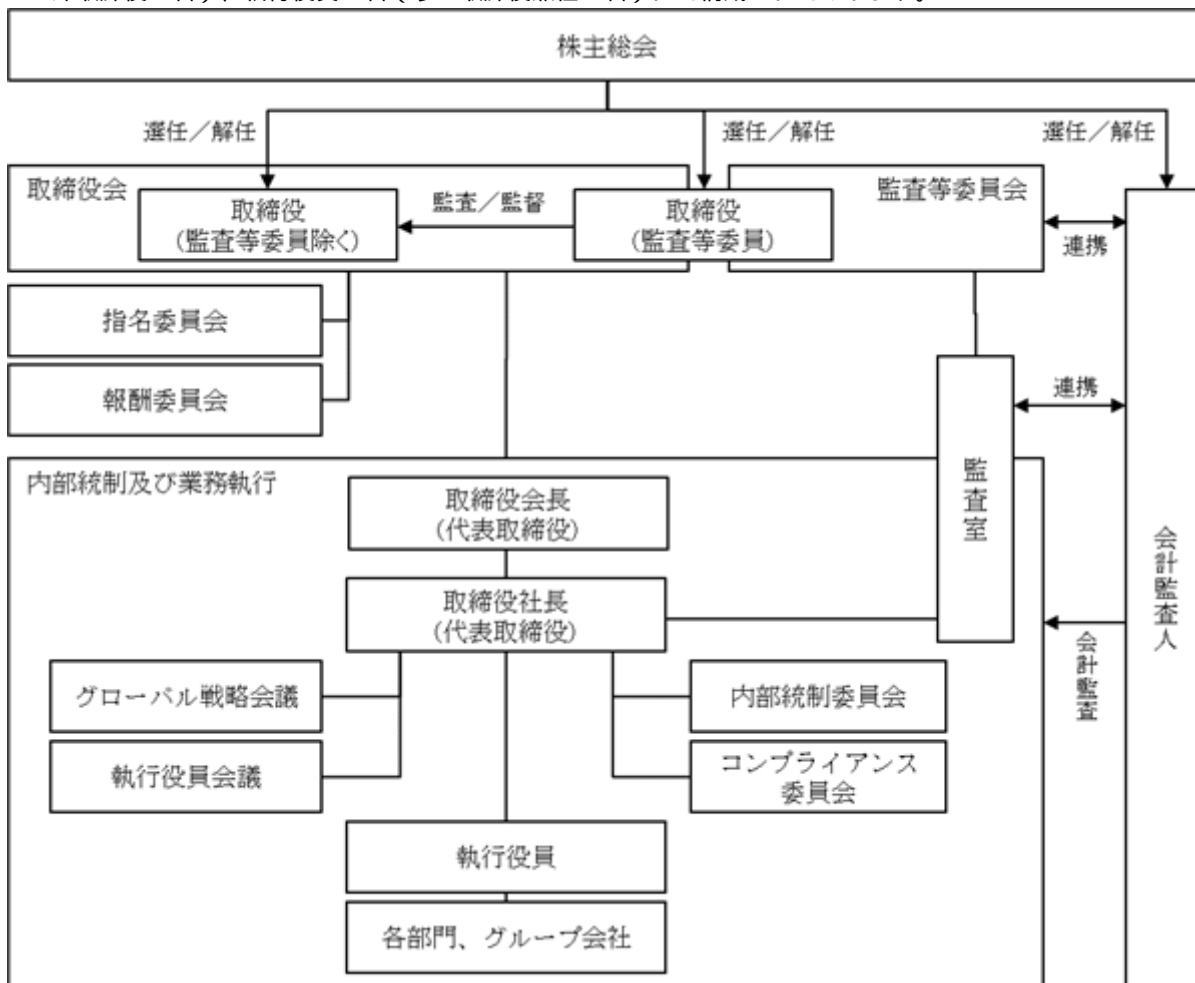 株主総会
選任／解任
選任／解任
選任／解任
取締役会
取締役
(監査等委員除く)
監査／監督
取締役
(監査等委員)
監査等委員会
連携
指名委員会
報酬委員会
連携
監査室
会計監査人
会計監査
内部統制及び業務執行
取締役会長
(代表取締役)
取締役社長
(代表取締役)
グローバル戦略会議
執行役員会議
内部統制委員会
コンプライアンス
委員会
執行役員
各部門、グループ会社